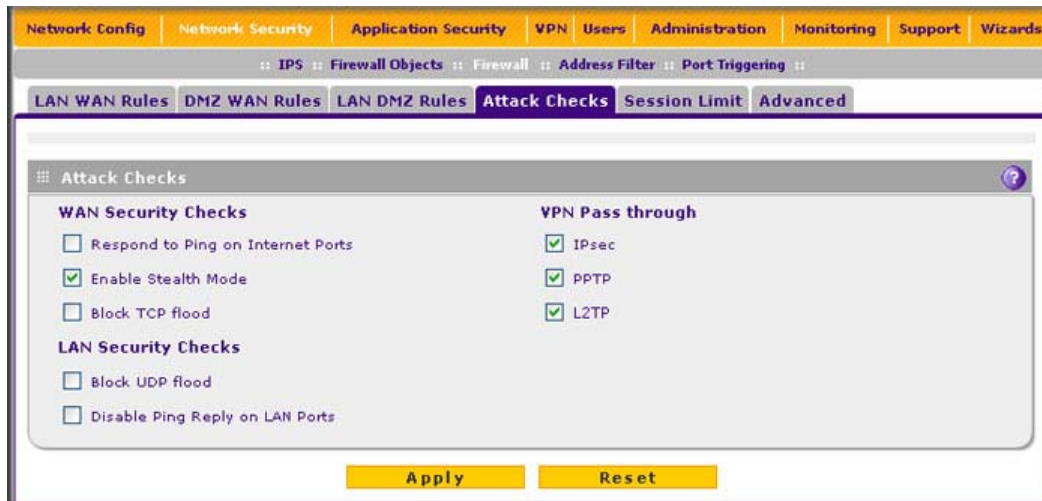 Network Config Network Security Application Security VPN Users Administration Monitoring Support Wizards
:: IPS :: Firewall Objects :: Firewall :: Address Filter :: Port Triggering ::
LAN WAN Rules DMZ WAN Rules LAN DMZ Rules Attack Checks Session Limit Advanced
Attack Checks ?
WAN Security Checks VPN Pass through
Respond to Ping on Internet Ports IPsec
Enable Stealth Mode PPTP
Block TCP flood L2TP
LAN Security Checks
Block UDP flood
Disable Ping Reply on LAN Ports
Apply Reset